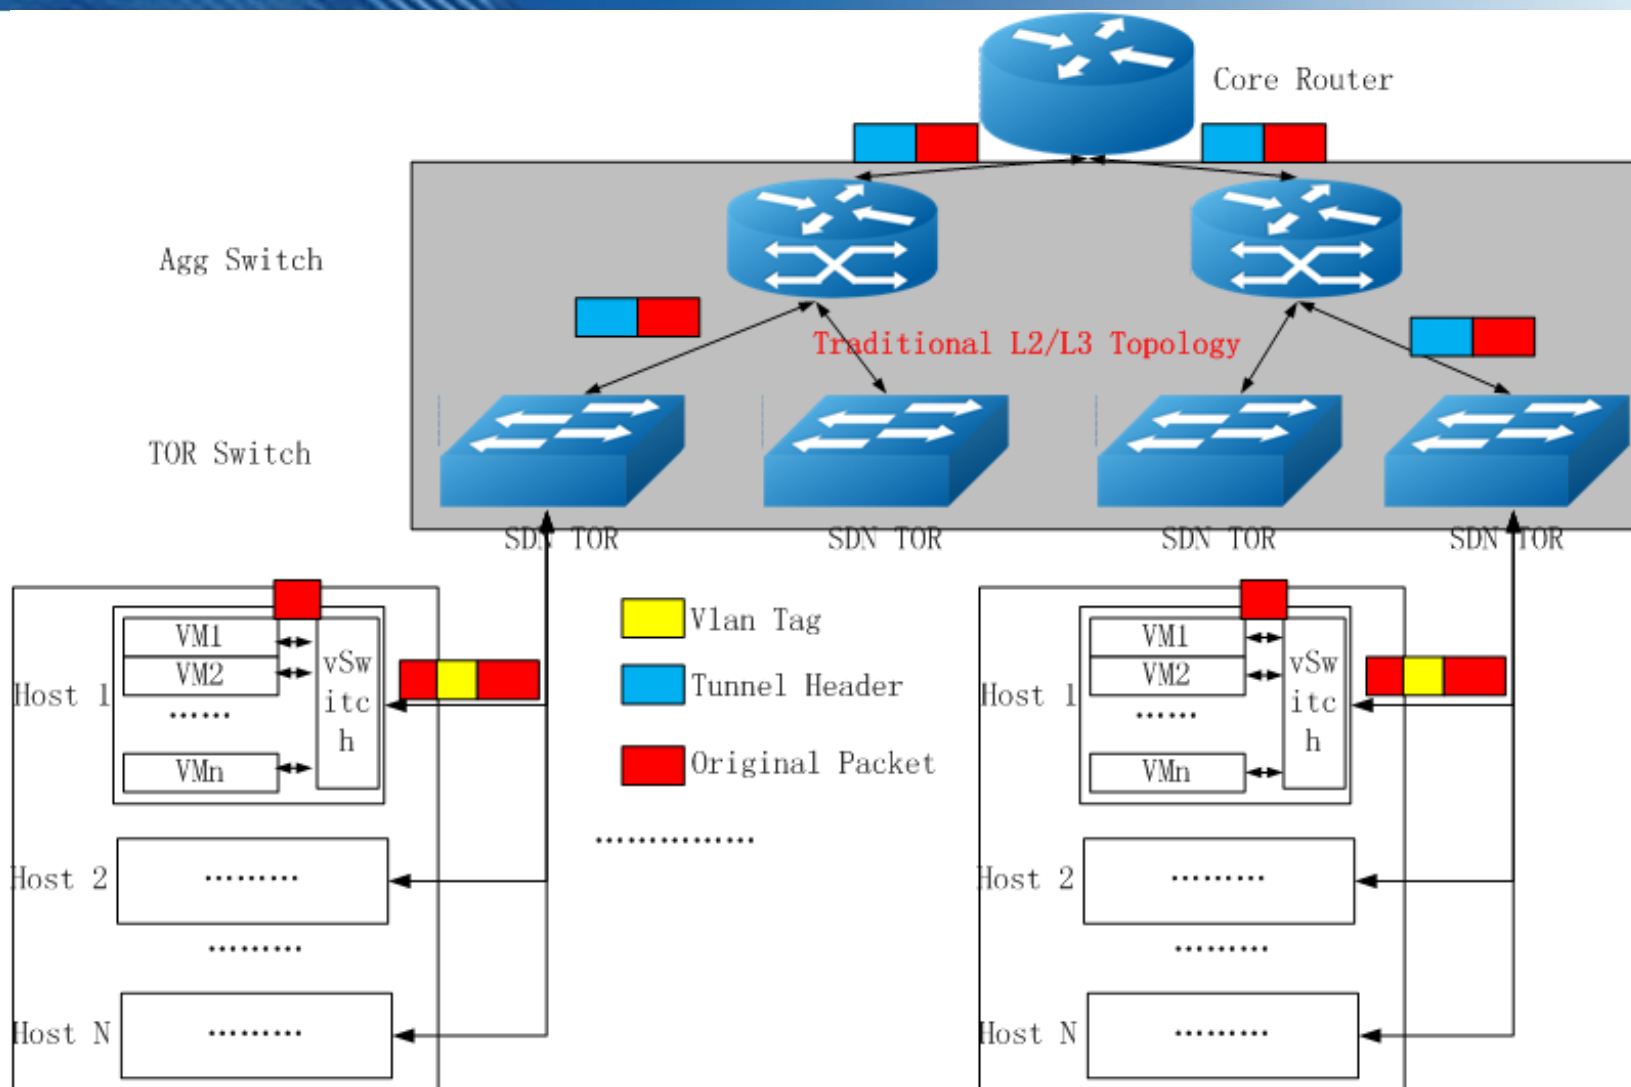 Core Router
Agg Switch
Traditional L2/L3 Topology
TOR Switch
SDN TOR
SDN TOR
SDN TOR
SDN TOR
Host 1
VM1
VM2
······
VMn
vSw
itc
h
Vlan Tag
Tunnel Header
Original Packet
···············
Host 1
VM1
VM2
······
VMn
vSw
itc
h
Host 2
·········
·········
Host N
·········
Host 2
·········
·········
Host N
·········